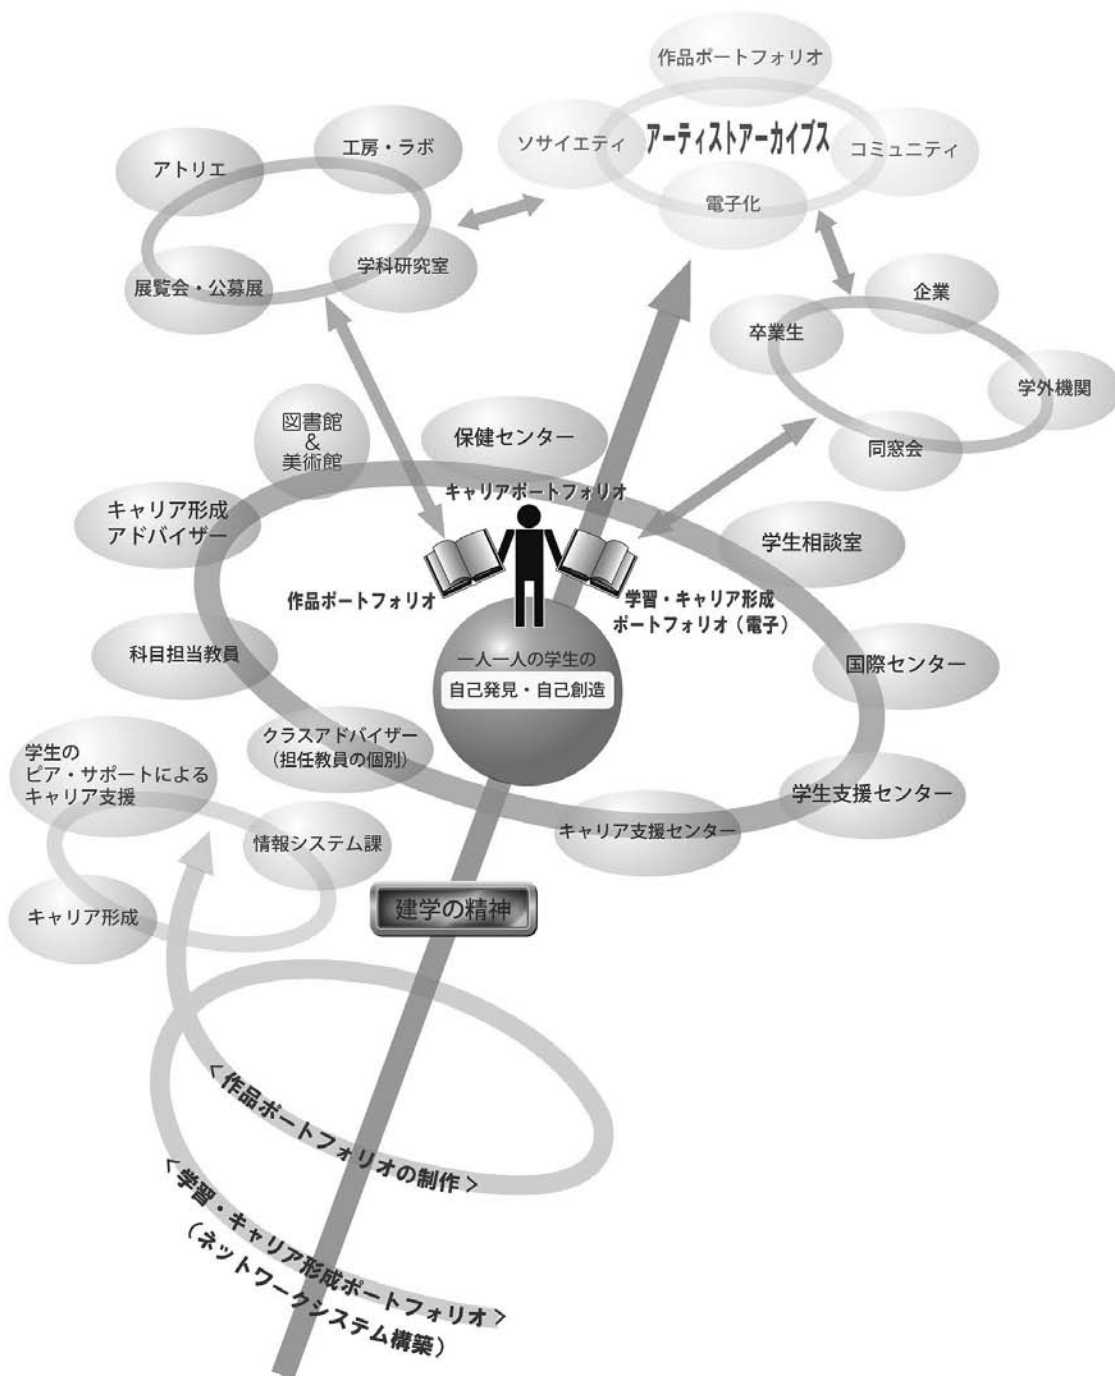 作品ポートフォリオ
ソサイエティ
アーティストアーカイブス
コミュニティ
電子化
アトリエ
工房・ラボ
学科研究室
展覧会・公募展
企業
卒業生
学外機関
同窓会
図書館
&
美術館
保健センター
キャリアポートフォリオ
キャリア形成
アドバイザー
学生相談室
作品ポートフォリオ
学習・キャリア形成
ポートフォリオ（電子）
科目担当教員
一人一人の学生の
自己発見・自己創造
国際センター
クラスアドバイザー
（担任教員の個別）
学生支援センター
キャリア支援センター
学生の
ピア・サポートによる
キャリア支援
情報システム課
キャリア形成
建学の精神
＜作品ポートフォリオの制作＞
＜学習・キャリア形成ポートフォリオ＞
（ネットワークシステム構築）